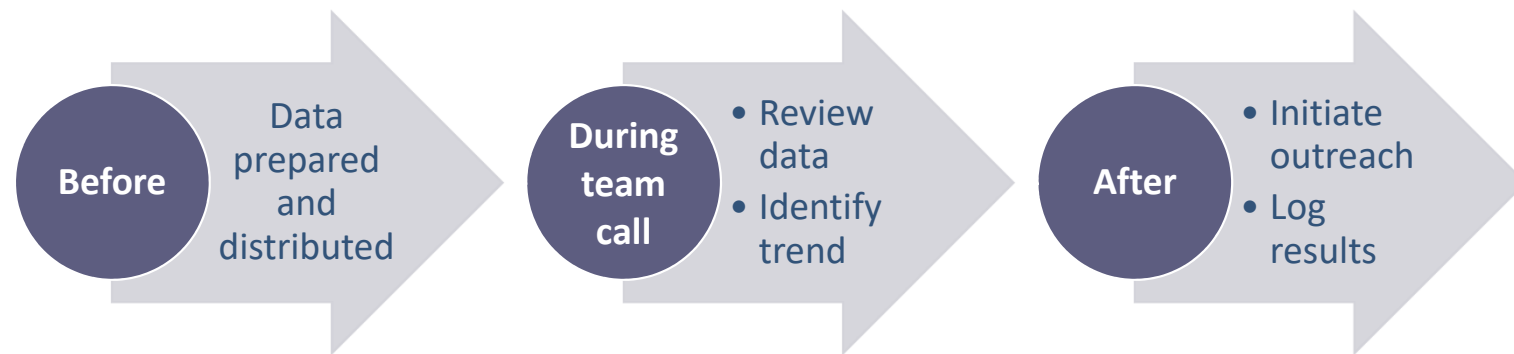 Before
Data
prepared
and
distributed
During
team
call
• Review
data
• Identify
trend
After
• Initiate
outreach
• Log
results